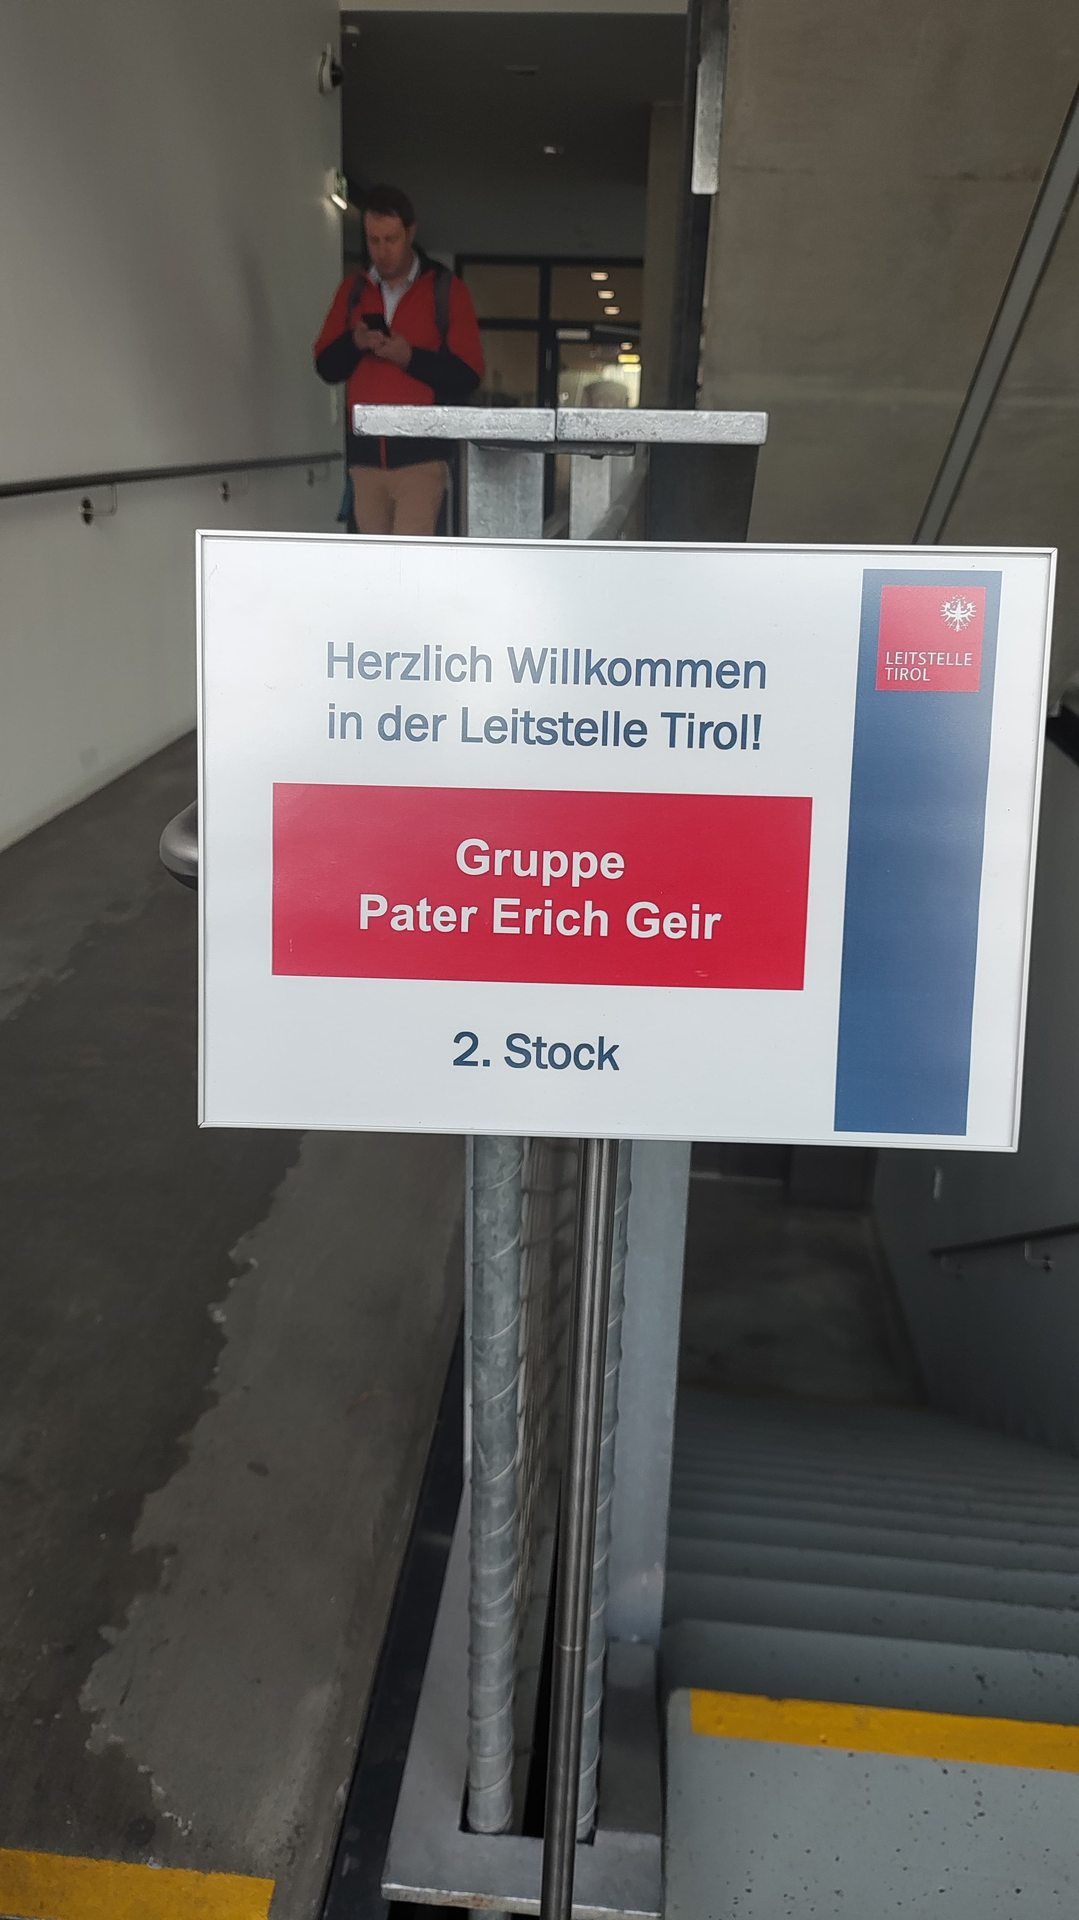 Herzlich Willkommen
in der Leitstelle Tirol!
Gruppe
Pater Erich Geir
2. Stock
LEITSTELLE
TIROL